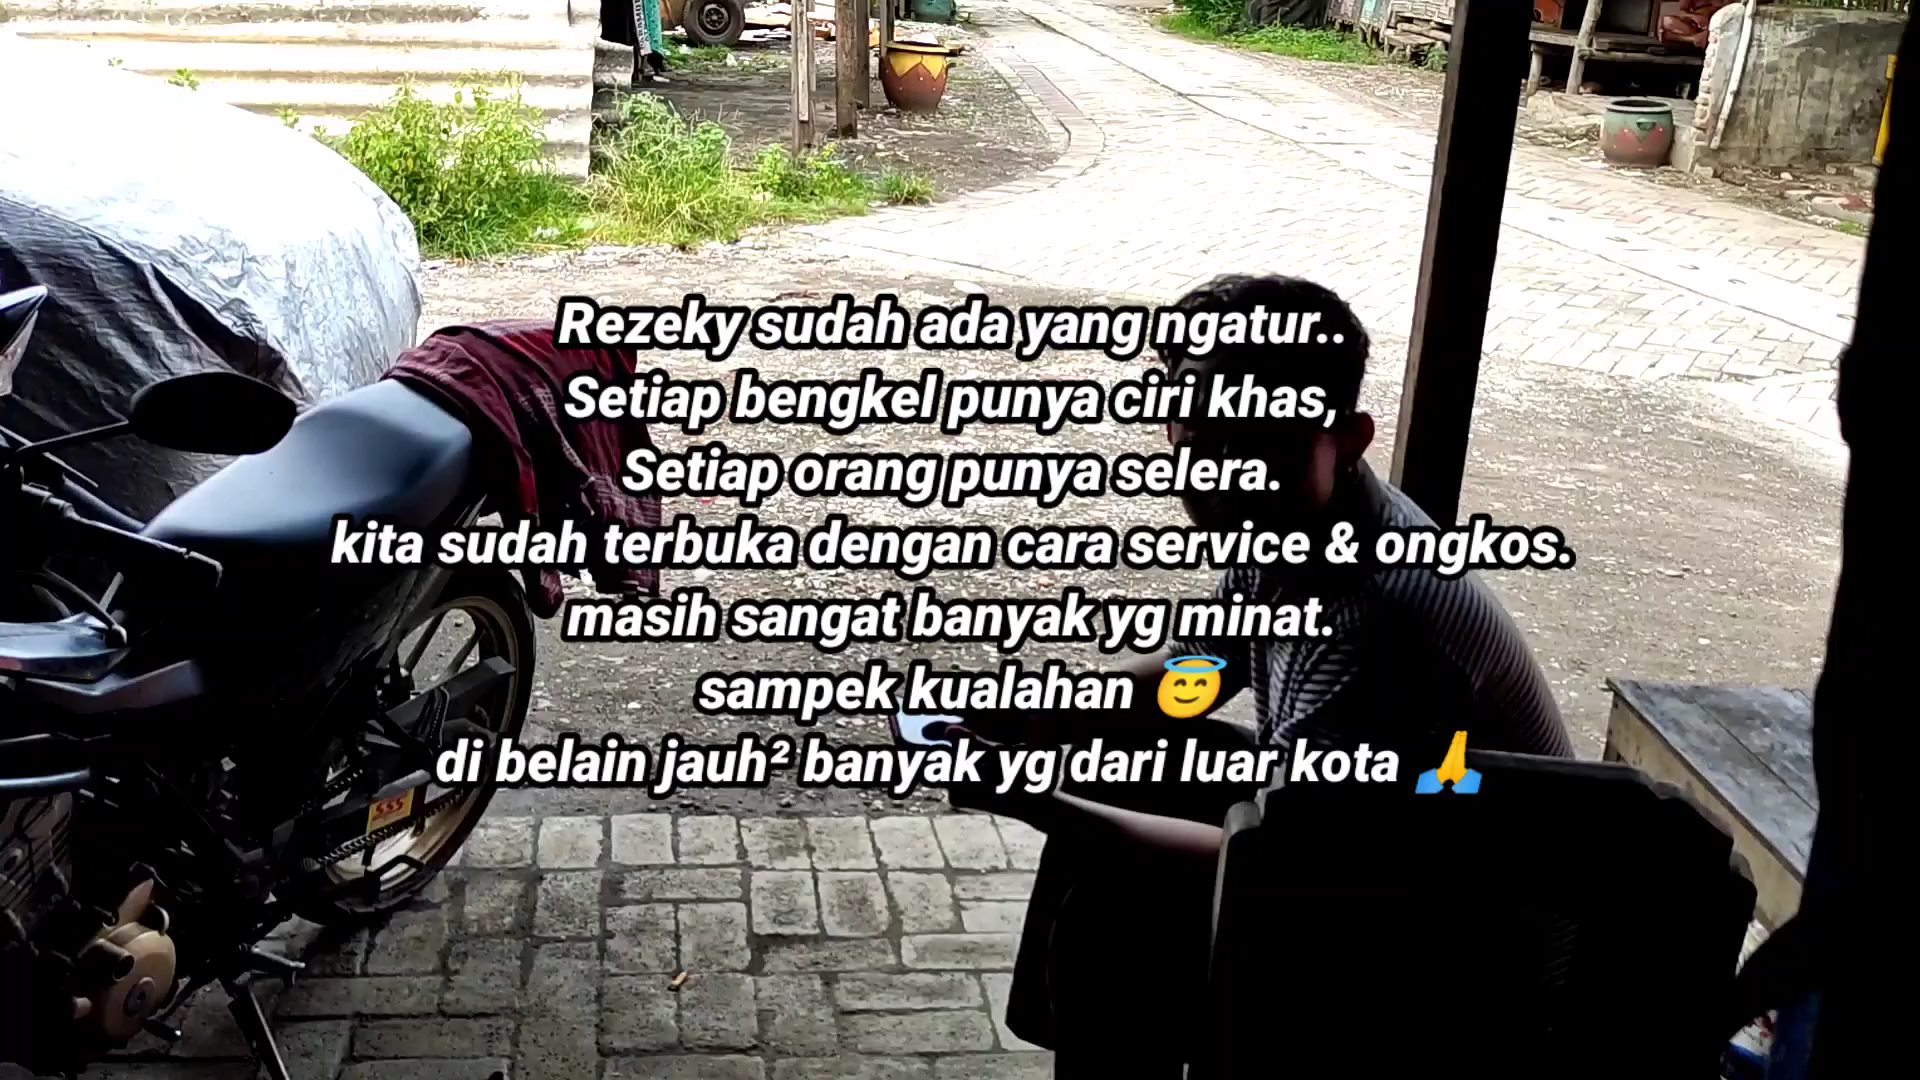 Rezeky sudah ada yang ngatur..
Setiap bengkel punya ciri khas,
Setiap orang punya selera.
kita sudah terbuka dengan cara service & ongkos.
masih sangat banyak yg minat.
sampek kualahan 😇
di belain jauh² banyak yg dari luar kota 🙏
SSS